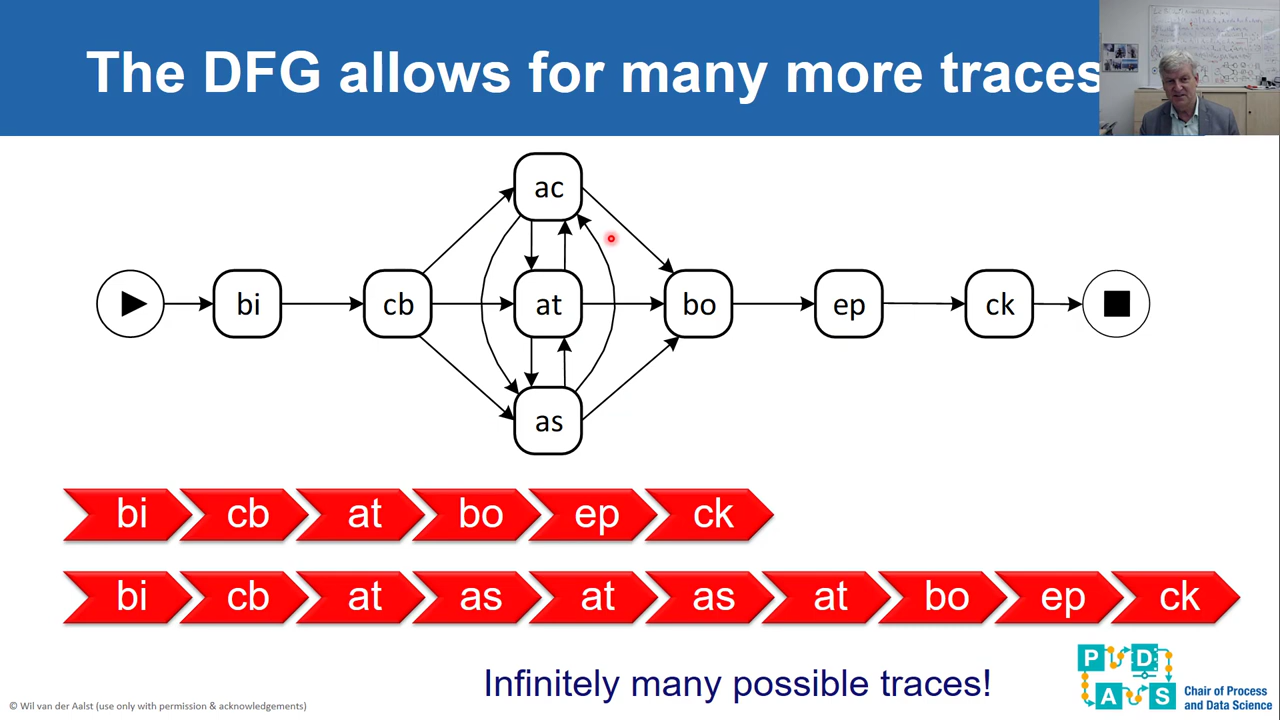 The DFG allows for many more traces
ac
bi
cb
at
bo
ep
ck
as
bi cb at bo ep ck
bi cb at as at as at bo ep ck
Infinitely many possible traces!
P D
A S
Chair of Process
and Data Science
© Wil van der Aalst (use only with permission & acknowledgements)